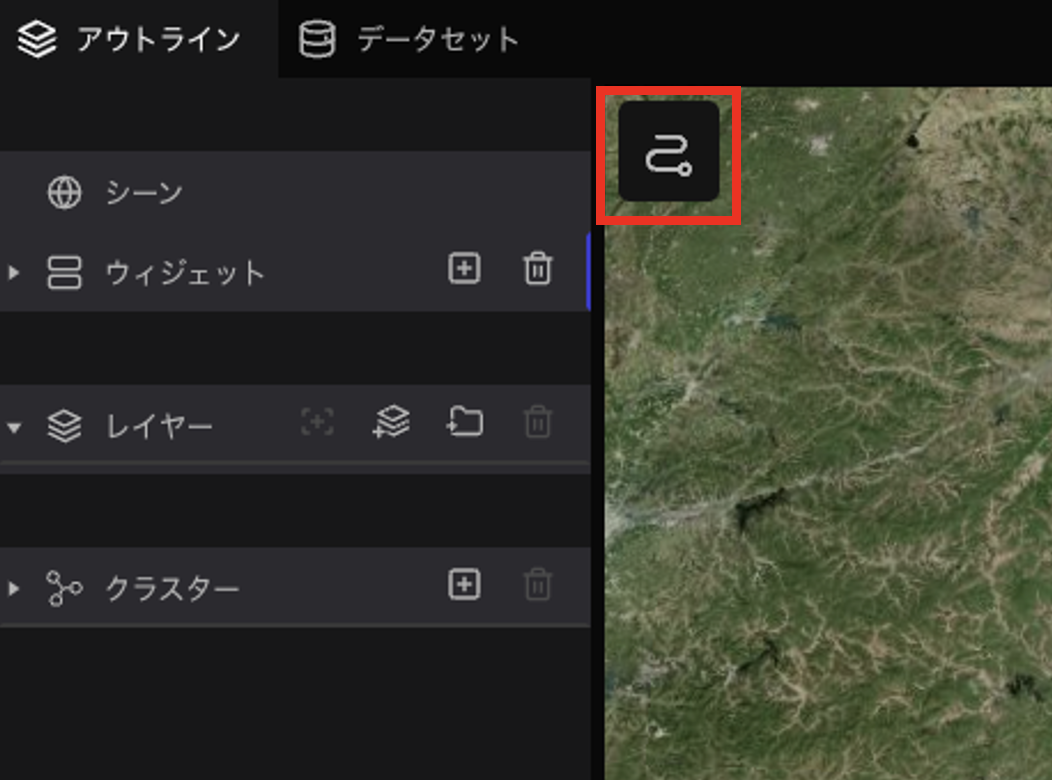 アウトライン
データセット
シーン
ウィジェット
レイヤー
クラスター